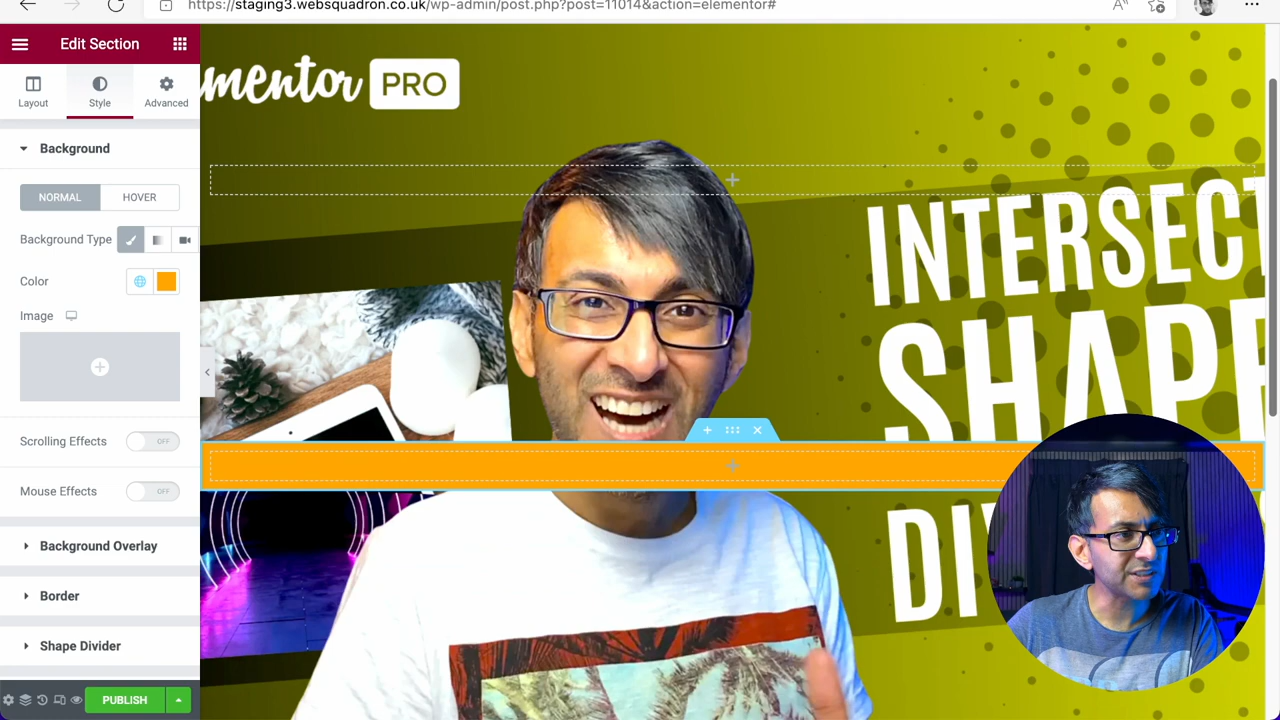 https://staging3.websquadron.co.uk/wp-admin/post.php?post=11014&action=elementor#
Edit Section
Layout
Style
Advanced
Background
NORMAL
HOVER
Background Type
Color
Image
Scrolling Effects
OFF
Mouse Effects
OFF
Background Overlay
Border
Shape Divider
PUBLISH
mentor PRO
INTERSECT
SHAPE
DI